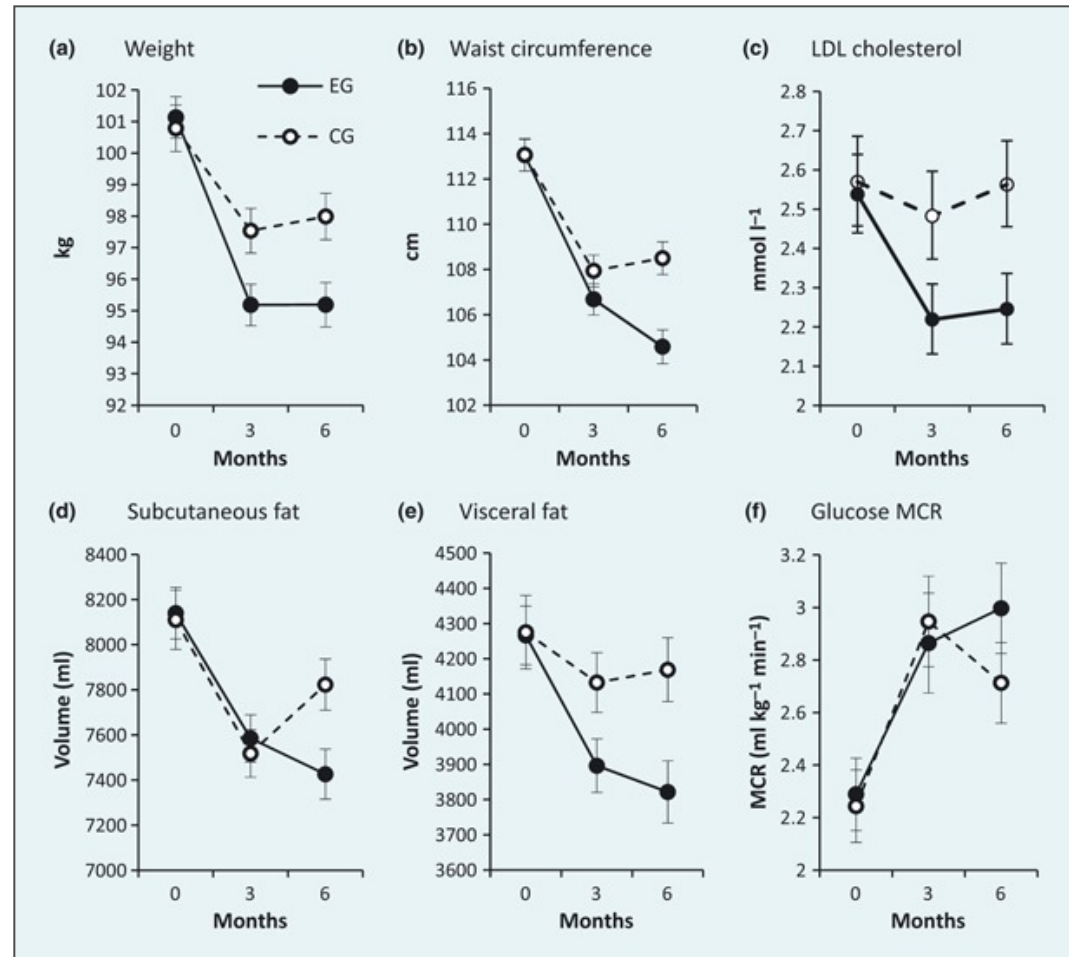 (a) Weight
EG
CG
102
101
100
99
98
97
96
95
94
93
92
kg
0 3 6
Months
(b) Waist circumference
116
114
112
110
108
106
104
102
cm
0 3 6
Months
(c) LDL cholesterol
2.8
2.7
2.6
2.5
2.4
2.3
2.2
2.1
2
mmol l⁻¹
0 3 6
Months
(d) Subcutaneous fat
8400
8200
8000
7800
7600
7400
7200
7000
Volume (ml)
0 3 6
Months
(e) Visceral fat
4500
4400
4300
4200
4100
4000
3900
3800
3700
3600
Volume (ml)
0 3 6
Months
(f) Glucose MCR
3.2
3
2.8
2.6
2.4
2.2
2
MCR (ml kg⁻¹ min⁻¹)
0 3 6
Months